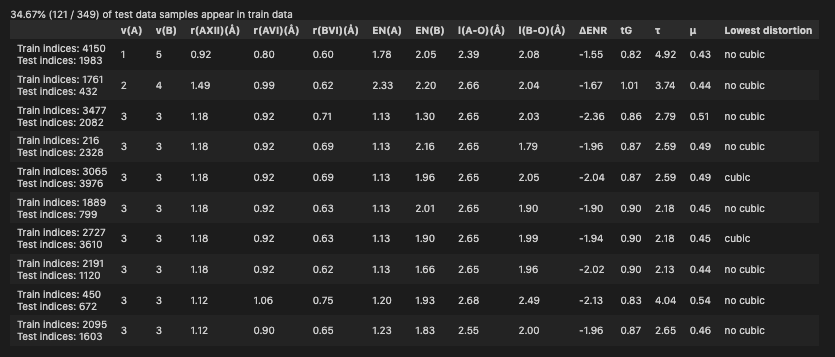 34.67% (121 / 349) of test data samples appear in train data
v(A) v(B) r(AXII)(Å) r(AVI)(Å) r(BVI)(Å) EN(A) EN(B) l(A-O)(Å) l(B-O)(Å) ΔENR tG τ μ Lowest distortion
Train indices: 4150
Test indices: 1983 1 5 0.92 0.80 0.60 1.78 2.05 2.39 2.08 -1.55 0.82 4.92 0.43 no cubic
Train indices: 1761
Test indices: 432 2 4 1.49 0.99 0.62 2.33 2.20 2.66 2.04 -1.67 1.01 3.74 0.44 no cubic
Train indices: 3477
Test indices: 2082 3 3 1.18 0.92 0.71 1.13 1.30 2.65 2.03 -2.36 0.86 2.79 0.51 no cubic
Train indices: 216
Test indices: 2328 3 3 1.18 0.92 0.69 1.13 2.16 2.65 1.79 -1.96 0.87 2.59 0.49 no cubic
Train indices: 3065
Test indices: 3976 3 3 1.18 0.92 0.69 1.13 1.96 2.65 2.05 -2.04 0.87 2.59 0.49 cubic
Train indices: 1889
Test indices: 799 3 3 1.18 0.92 0.63 1.13 2.01 2.65 1.90 -1.90 0.90 2.18 0.45 no cubic
Train indices: 2727
Test indices: 3610 3 3 1.18 0.92 0.63 1.13 1.90 2.65 1.99 -1.94 0.90 2.18 0.45 cubic
Train indices: 2191
Test indices: 1120 3 3 1.18 0.92 0.62 1.13 1.66 2.65 1.96 -2.02 0.90 2.13 0.44 no cubic
Train indices: 450
Test indices: 672 3 3 1.12 1.06 0.75 1.20 1.93 2.68 2.49 -2.13 0.83 4.04 0.54 no cubic
Train indices: 2095
Test indices: 1603 3 3 1.12 0.90 0.65 1.23 1.83 2.55 2.00 -1.96 0.87 2.65 0.46 no cubic